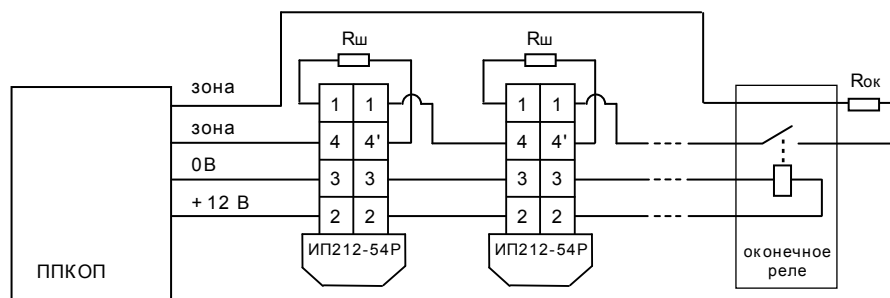 Rш
Rш
зона
Rок
1 1
1 1
зона
4 4'
4 4'
0В
3 3
3 3
+12 В
2 2
2 2
ИП212-54Р
ИП212-54Р
ППКОП
оконечное
реле